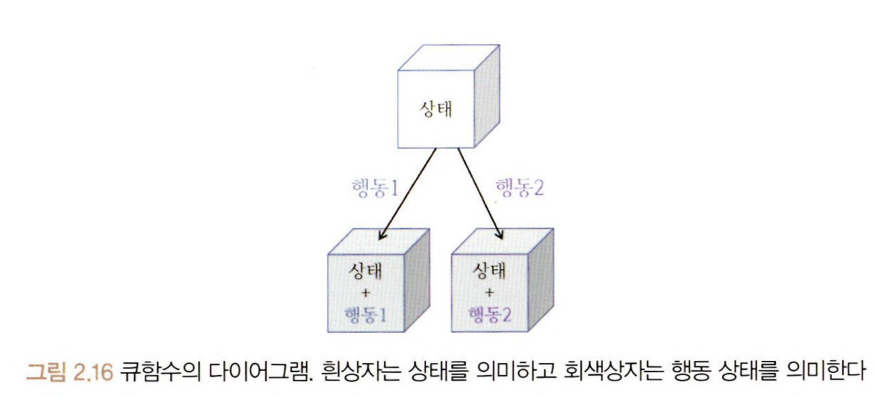 상태
행동1 행동2
상태 상태
+ +
행동1 행동2
그림 2.16 큐함수의 다이어그램. 흰상자는 상태를 의미하고 회색상자는 행동 상태를 의미한다